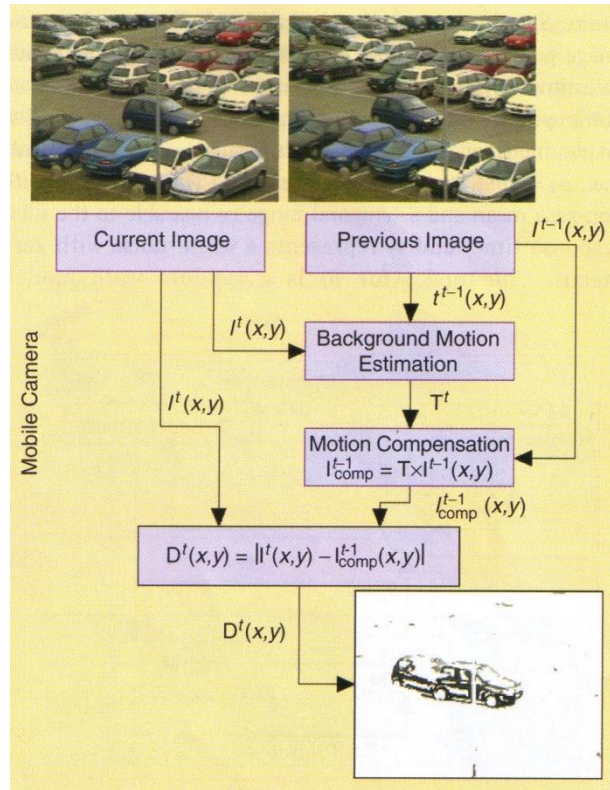 Current Image
Previous Image
I^{t–1}(x,y)
t^{t–1}(x,y)
I^t(x,y)
Background Motion
Estimation
I^t(x,y)
T^t
Mobile Camera
Motion Compensation
I^{t–1}_{comp} = T×I^{t–1}(x,y)
I^{t–1}_{comp} (x,y)
D^t(x,y) = |I^t(x,y) – I^{t-1}_{comp}(x,y)|
D^t(x,y)